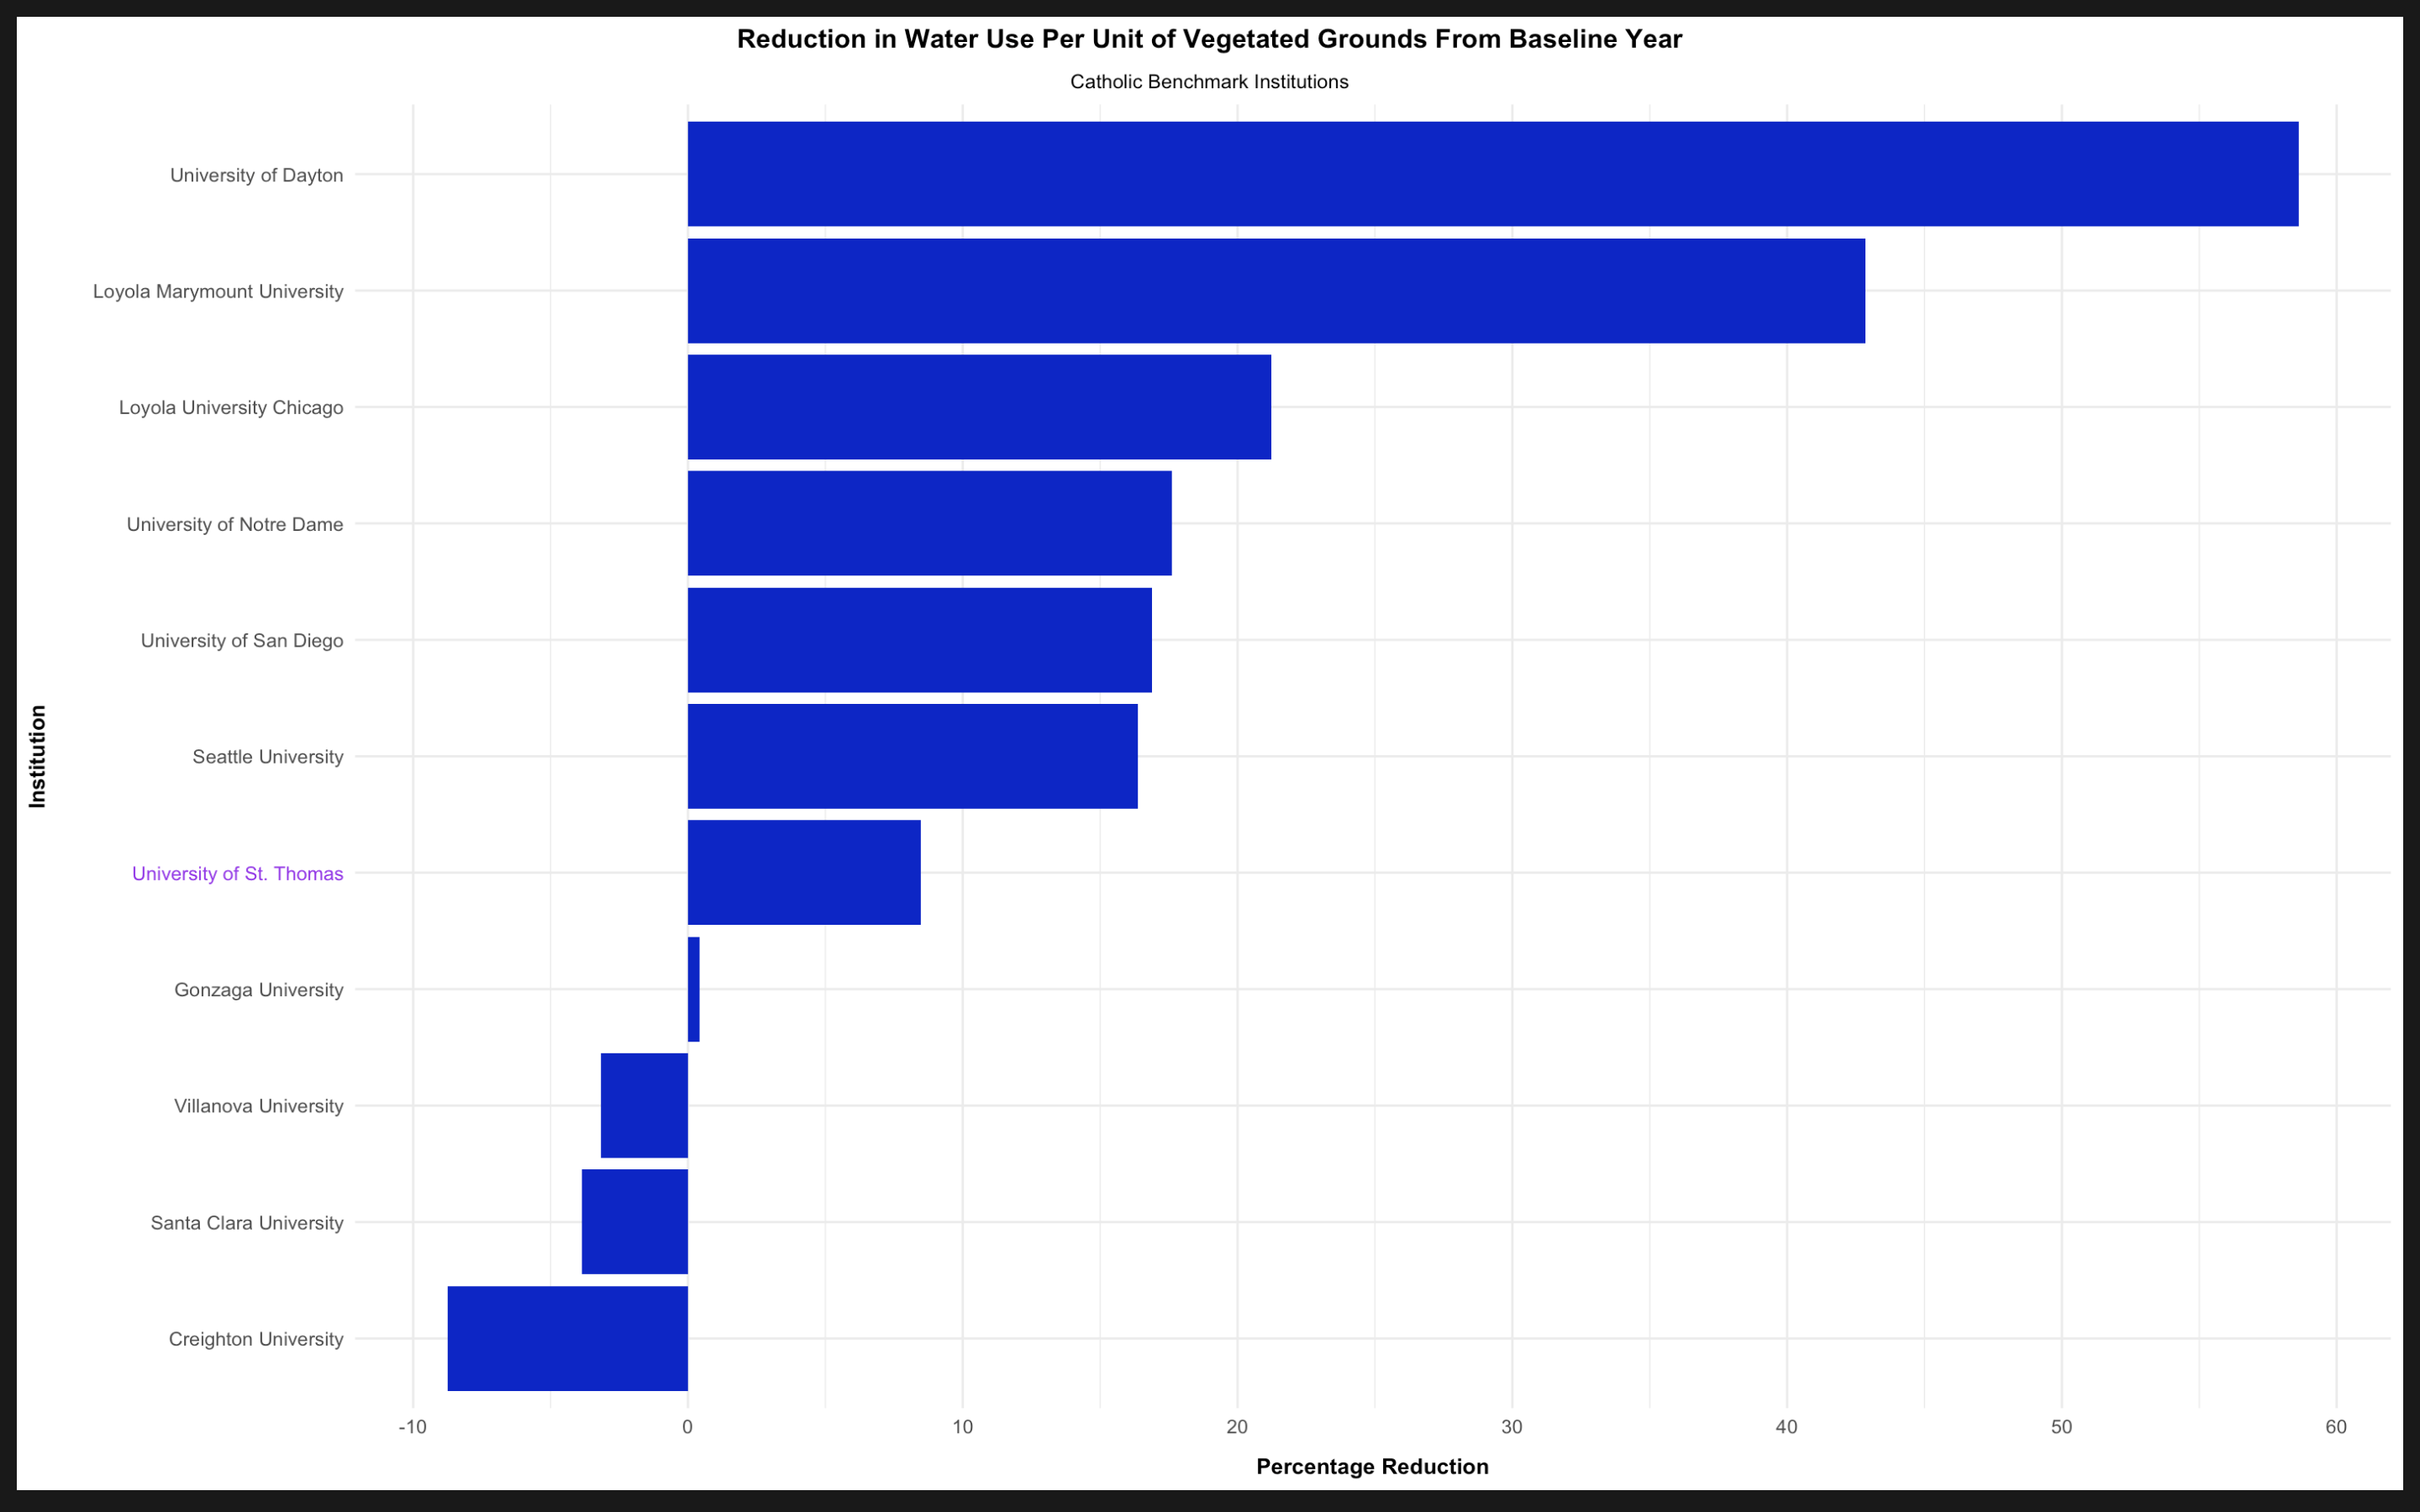 Reduction in Water Use Per Unit of Vegetated Grounds From Baseline Year
Catholic Benchmark Institutions
Institution
University of Dayton
Loyola Marymount University
Loyola University Chicago
University of Notre Dame
University of San Diego
Seattle University
University of St. Thomas
Gonzaga University
Villanova University
Santa Clara University
Creighton University
-10 0 10 20 30 40 50 60
Percentage Reduction